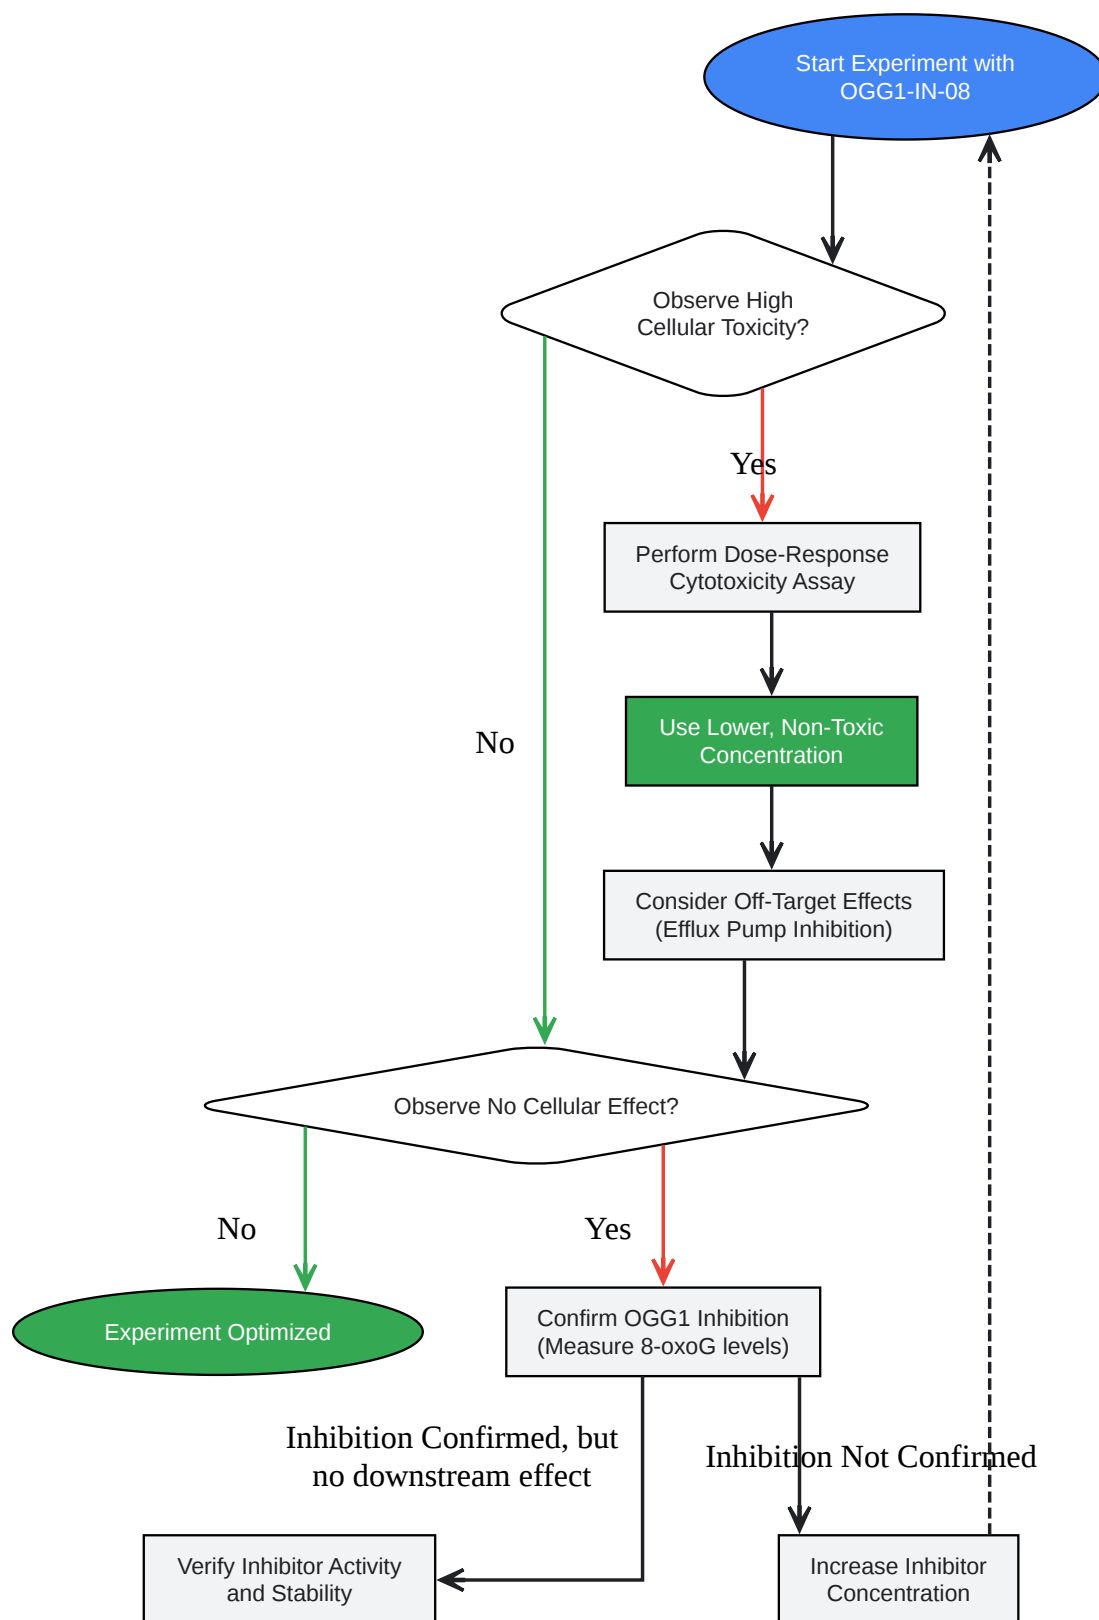 Start Experiment with
OGG1-IN-08
Observe High
Cellular Toxicity?
Yes
Perform Dose-Response
Cytotoxicity Assay
No
Use Lower, Non-Toxic
Concentration
Consider Off-Target Effects
(Efflux Pump Inhibition)
Observe No Cellular Effect?
No
Yes
Experiment Optimized
Confirm OGG1 Inhibition
(Measure 8-oxoG levels)
Inhibition Confirmed, but
no downstream effect
Inhibition Not Confirmed
Verify Inhibitor Activity
and Stability
Increase Inhibitor
Concentration